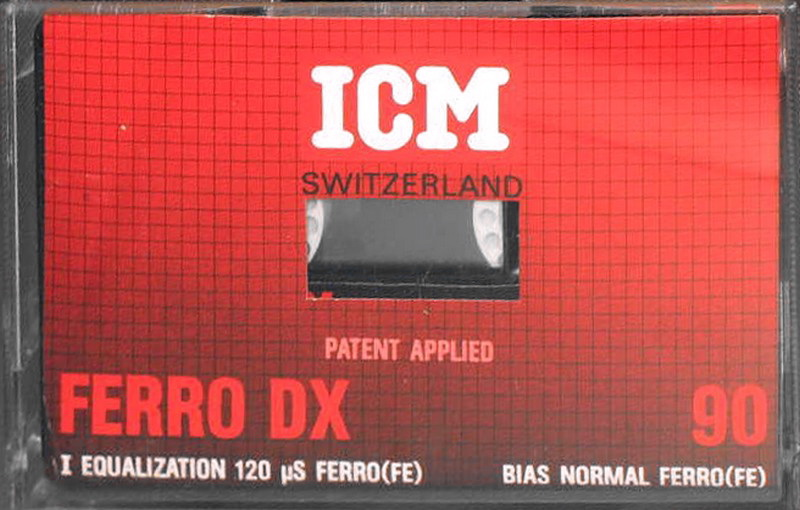 ICM
SWITZERLAND
PATENT APPLIED
FERRO DX 90
I EQUALIZATION 120 µS FERRO(FE) BIAS NORMAL FERRO(FE)